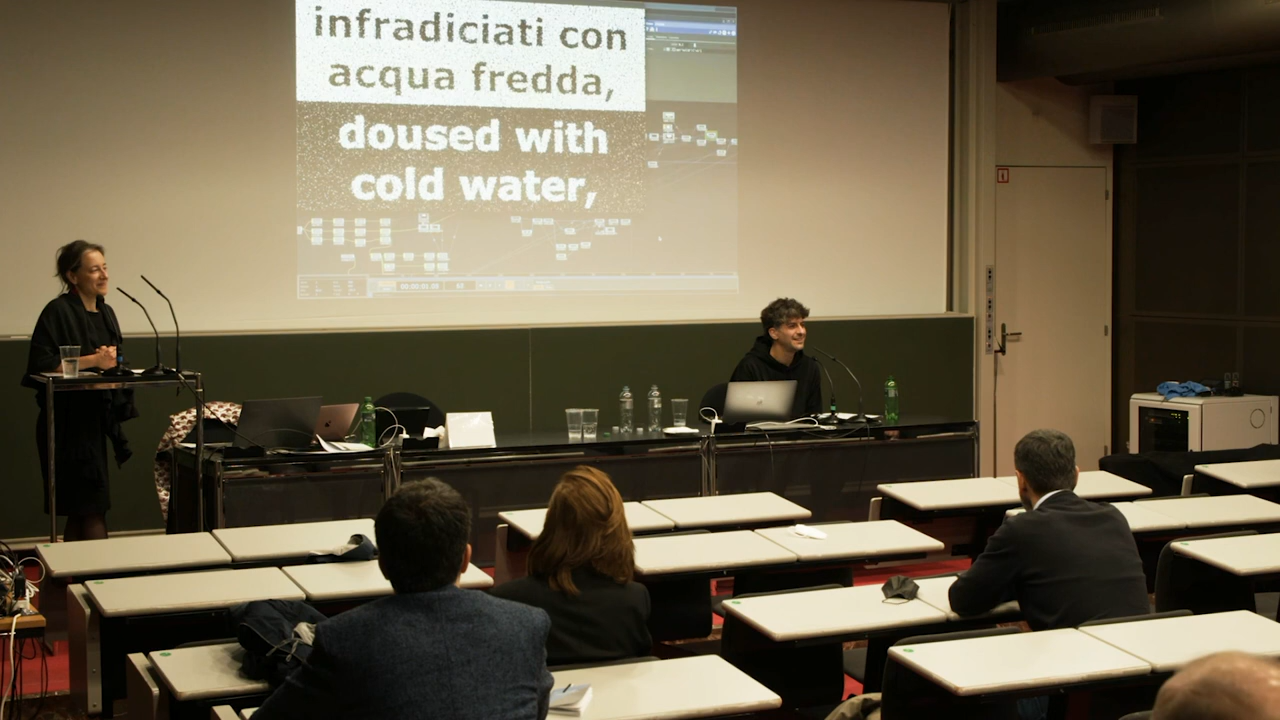 infradiciati con
acqua fredda,
doused with
cold water,